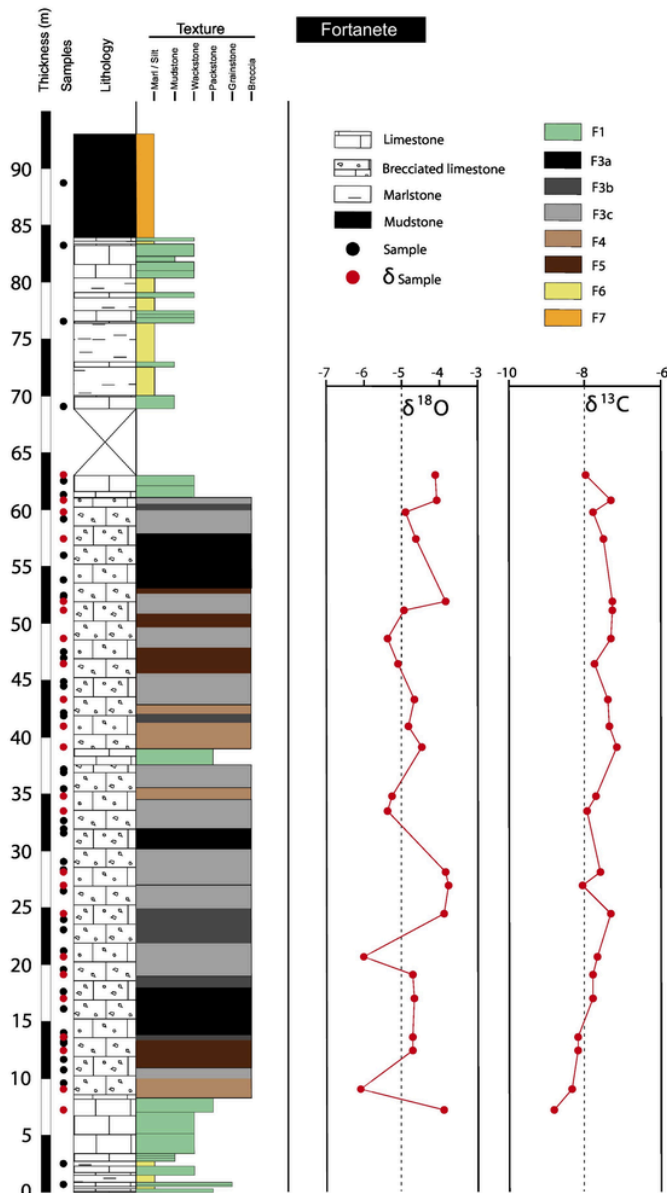 Fortanete
Texture
Thickness (m)
Samples
Lithology
Marl / Silt
Mudstone
Wackstone
Packstone
Grainstone
Breccia
Limestone
Brecciated limestone
Marlstone
Mudstone
Sample
δ Sample
F1
F3a
F3b
F3c
F4
F5
F6
F7
90
85
80
75
70
65
60
55
50
45
40
35
30
25
20
15
10
5
0
-7 -6 -5 -4 -3
δ18O
-10 -8 -6
δ13C